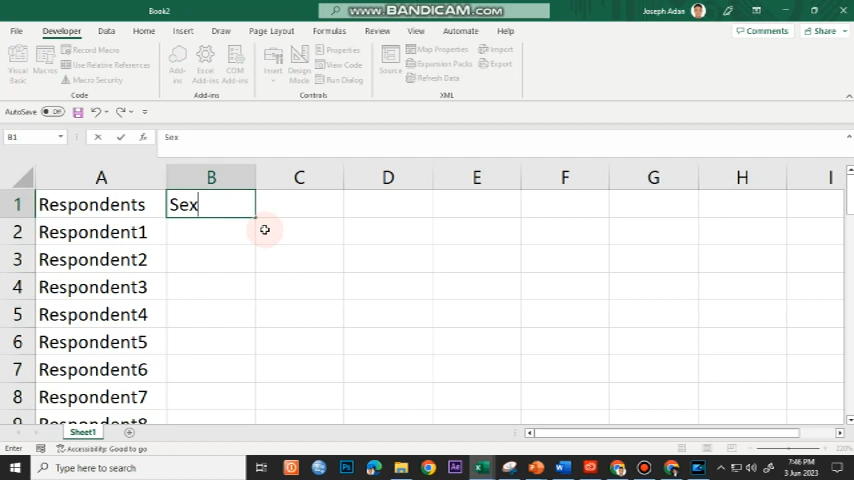 Book2
WWW.BANDICAM.COM
Joseph Adan
File Developer Data Home Insert Draw Page Layout Formulas Review View Automate Help Comments Share
Visual Basic Macros Record Macro Use Relative References Macro Security Add-ins Excel Add-ins COM Add-ins Insert Design Mode Properties View Code Run Dialog Source Map Properties Expansion Packs Refresh Data Import Export
Code Add-ins Controls XML
AutoSave Off
B1 fx Sex
A B C D E F G H I
1 Respondents Sex
2 Respondent1
3 Respondent2
4 Respondent3
5 Respondent4
6 Respondent5
7 Respondent6
8 Respondent7
9 Respondent8
Sheet1
Enter Accessibility: Good to go 220%
Type here to search
7:46 PM
3 Jun 2023